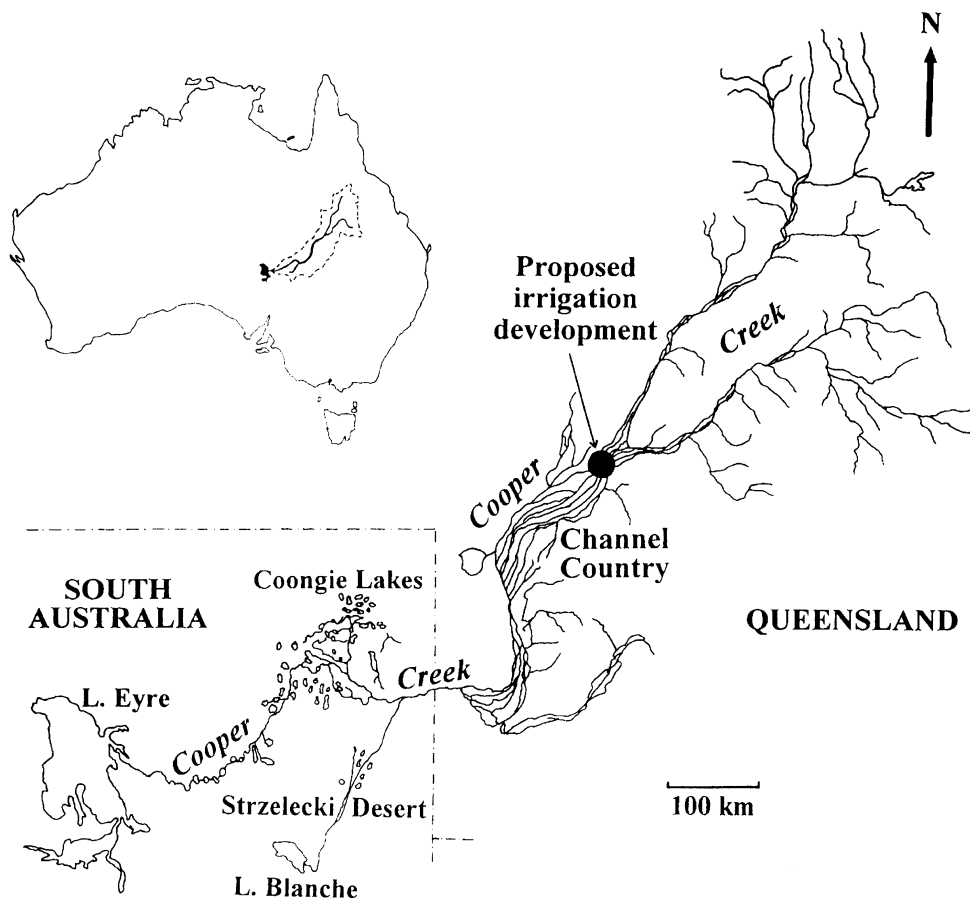 N
Proposed
irrigation
development
Creek
Cooper
Channel
Country
SOUTH
AUSTRALIA
Coongie Lakes
QUEENSLAND
Creek
L. Eyre
Cooper
Strzelecki Desert
100 km
L. Blanche